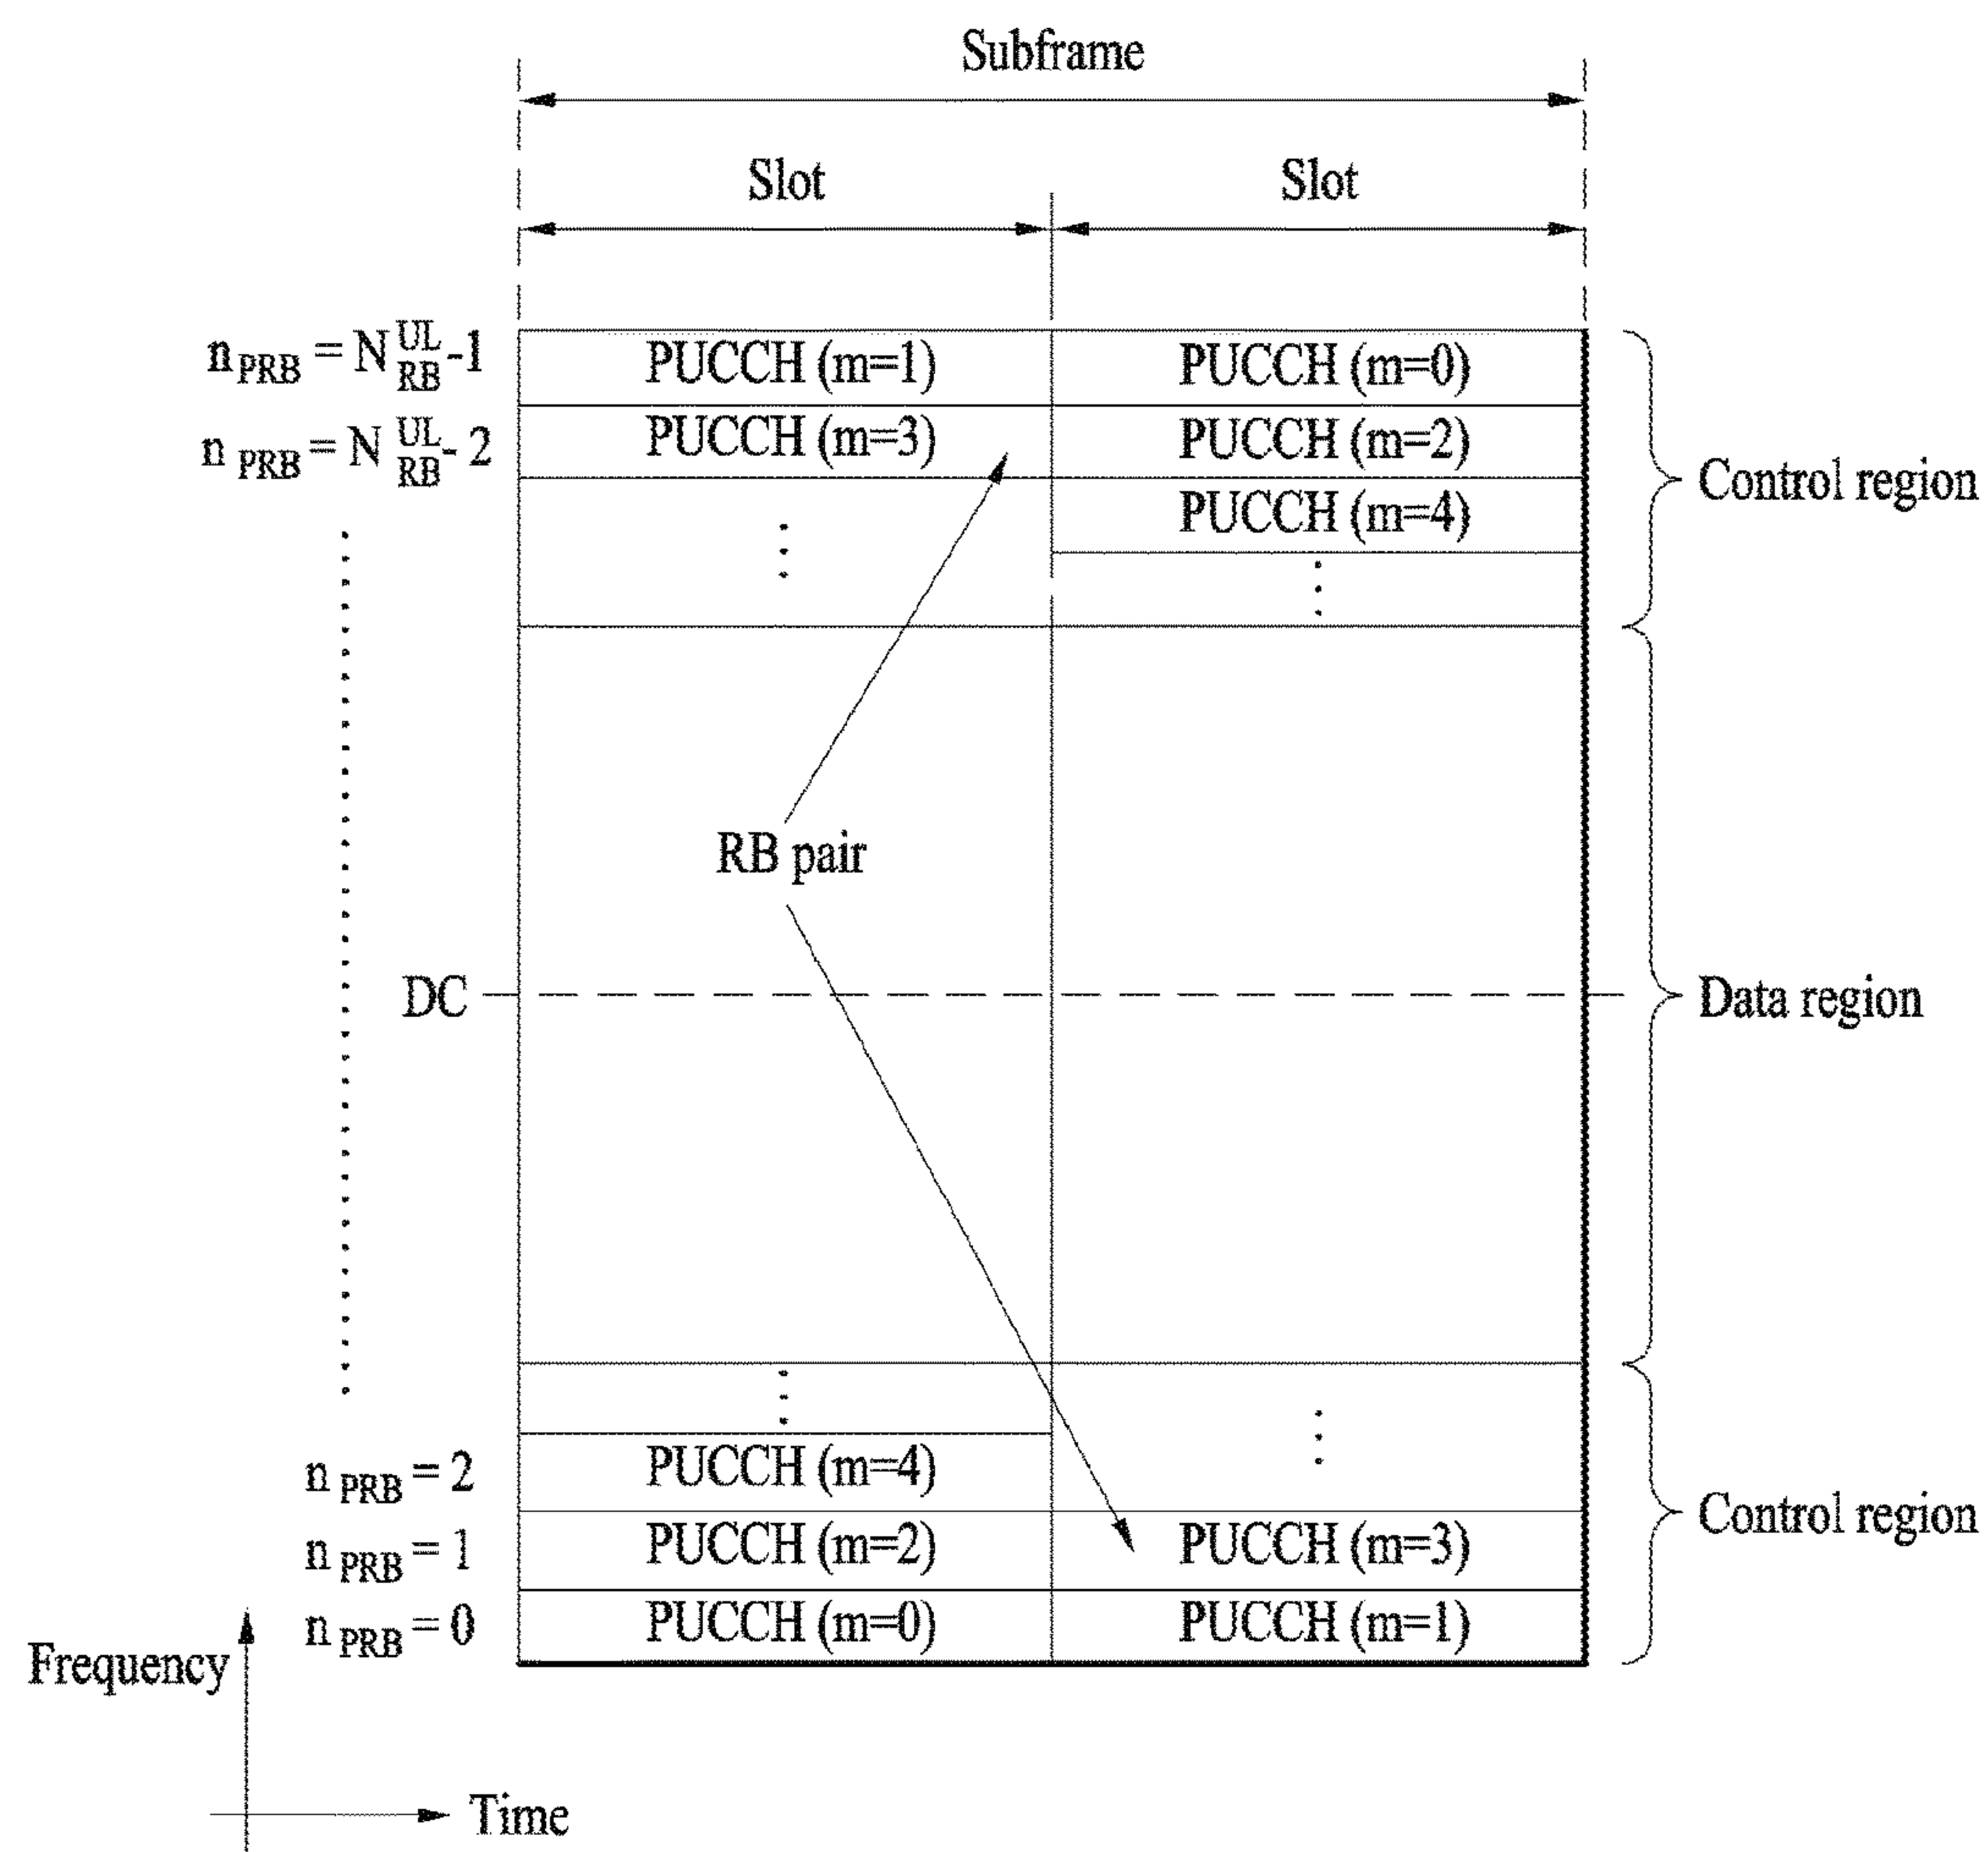 Subframe
Slot Slot
n PRB = N UL RB -1 PUCCH (m=1) PUCCH (m=0)
n PRB = N UL RB - 2 PUCCH (m=3) PUCCH (m=2)
Control region
PUCCH (m=4)
RB pair
DC
Data region
n PRB = 2 PUCCH (m=4)
Control region
n PRB = 1 PUCCH (m=2) PUCCH (m=3)
n PRB = 0 PUCCH (m=0) PUCCH (m=1)
Frequency
Time